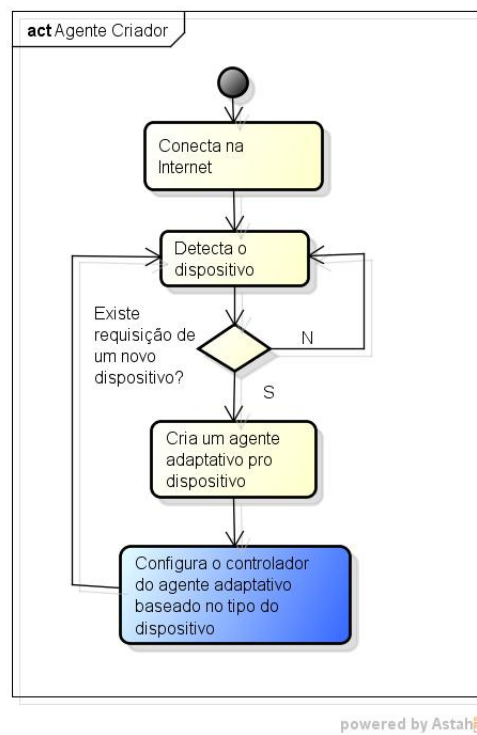 act Agente Criador
Conecta na
Internet
Detecta o
dispositivo
Existe
requisição de
um novo
dispositivo?
N
S
Cria um agente
adaptativo pro
dispositivo
Configura o controlador
do agente adaptativo
baseado no tipo do
dispositivo
powered by Astah